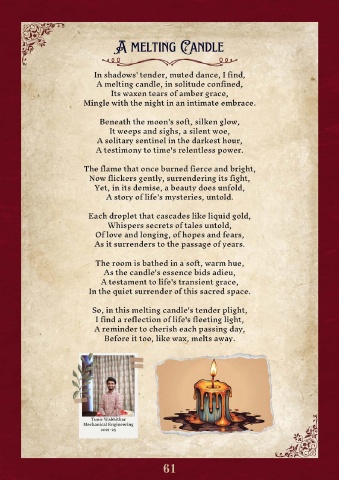 A MELTING CANDLE
In shadows' tender, muted dance, I find,
A melting candle, in solitude confined,
Its waxen tears of amber grace,
Mingle with the night in an intimate embrace.
Beneath the moon's soft, silken glow,
It weeps and sighs, a silent woe,
A solitary sentinel in the darkest hour,
A testimony to time's relentless power.
The flame that once burned fierce and bright,
Now flickers gently, surrendering its fight,
Yet, in its demise, a beauty does unfold,
A story of life's mysteries, untold.
Each droplet that cascades like liquid gold,
Whispers secrets of tales untold,
Of love and longing, of hopes and fears,
As it surrenders to the passage of years.
The room is bathed in a soft, warm hue,
As the candle's essence bids adieu,
A testament to life's transient grace,
In the quiet surrender of this sacred space.
So, in this melting candle's tender plight,
I find a reflection of life's fleeting light,
A reminder to cherish each passing day,
Before it too, like wax, melts away.
Mechanical Engineering
61